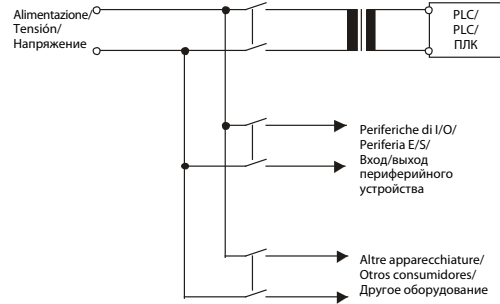 Alimentazione/
Tensión/
Напряжение
PLC/
PLC/
ПЛК
Periferiche di I/O/
Periferia E/S/
Вход/выход
периферийного
устройства
Altre apparecchiature/
Otros consumidores/
Другое оборудование